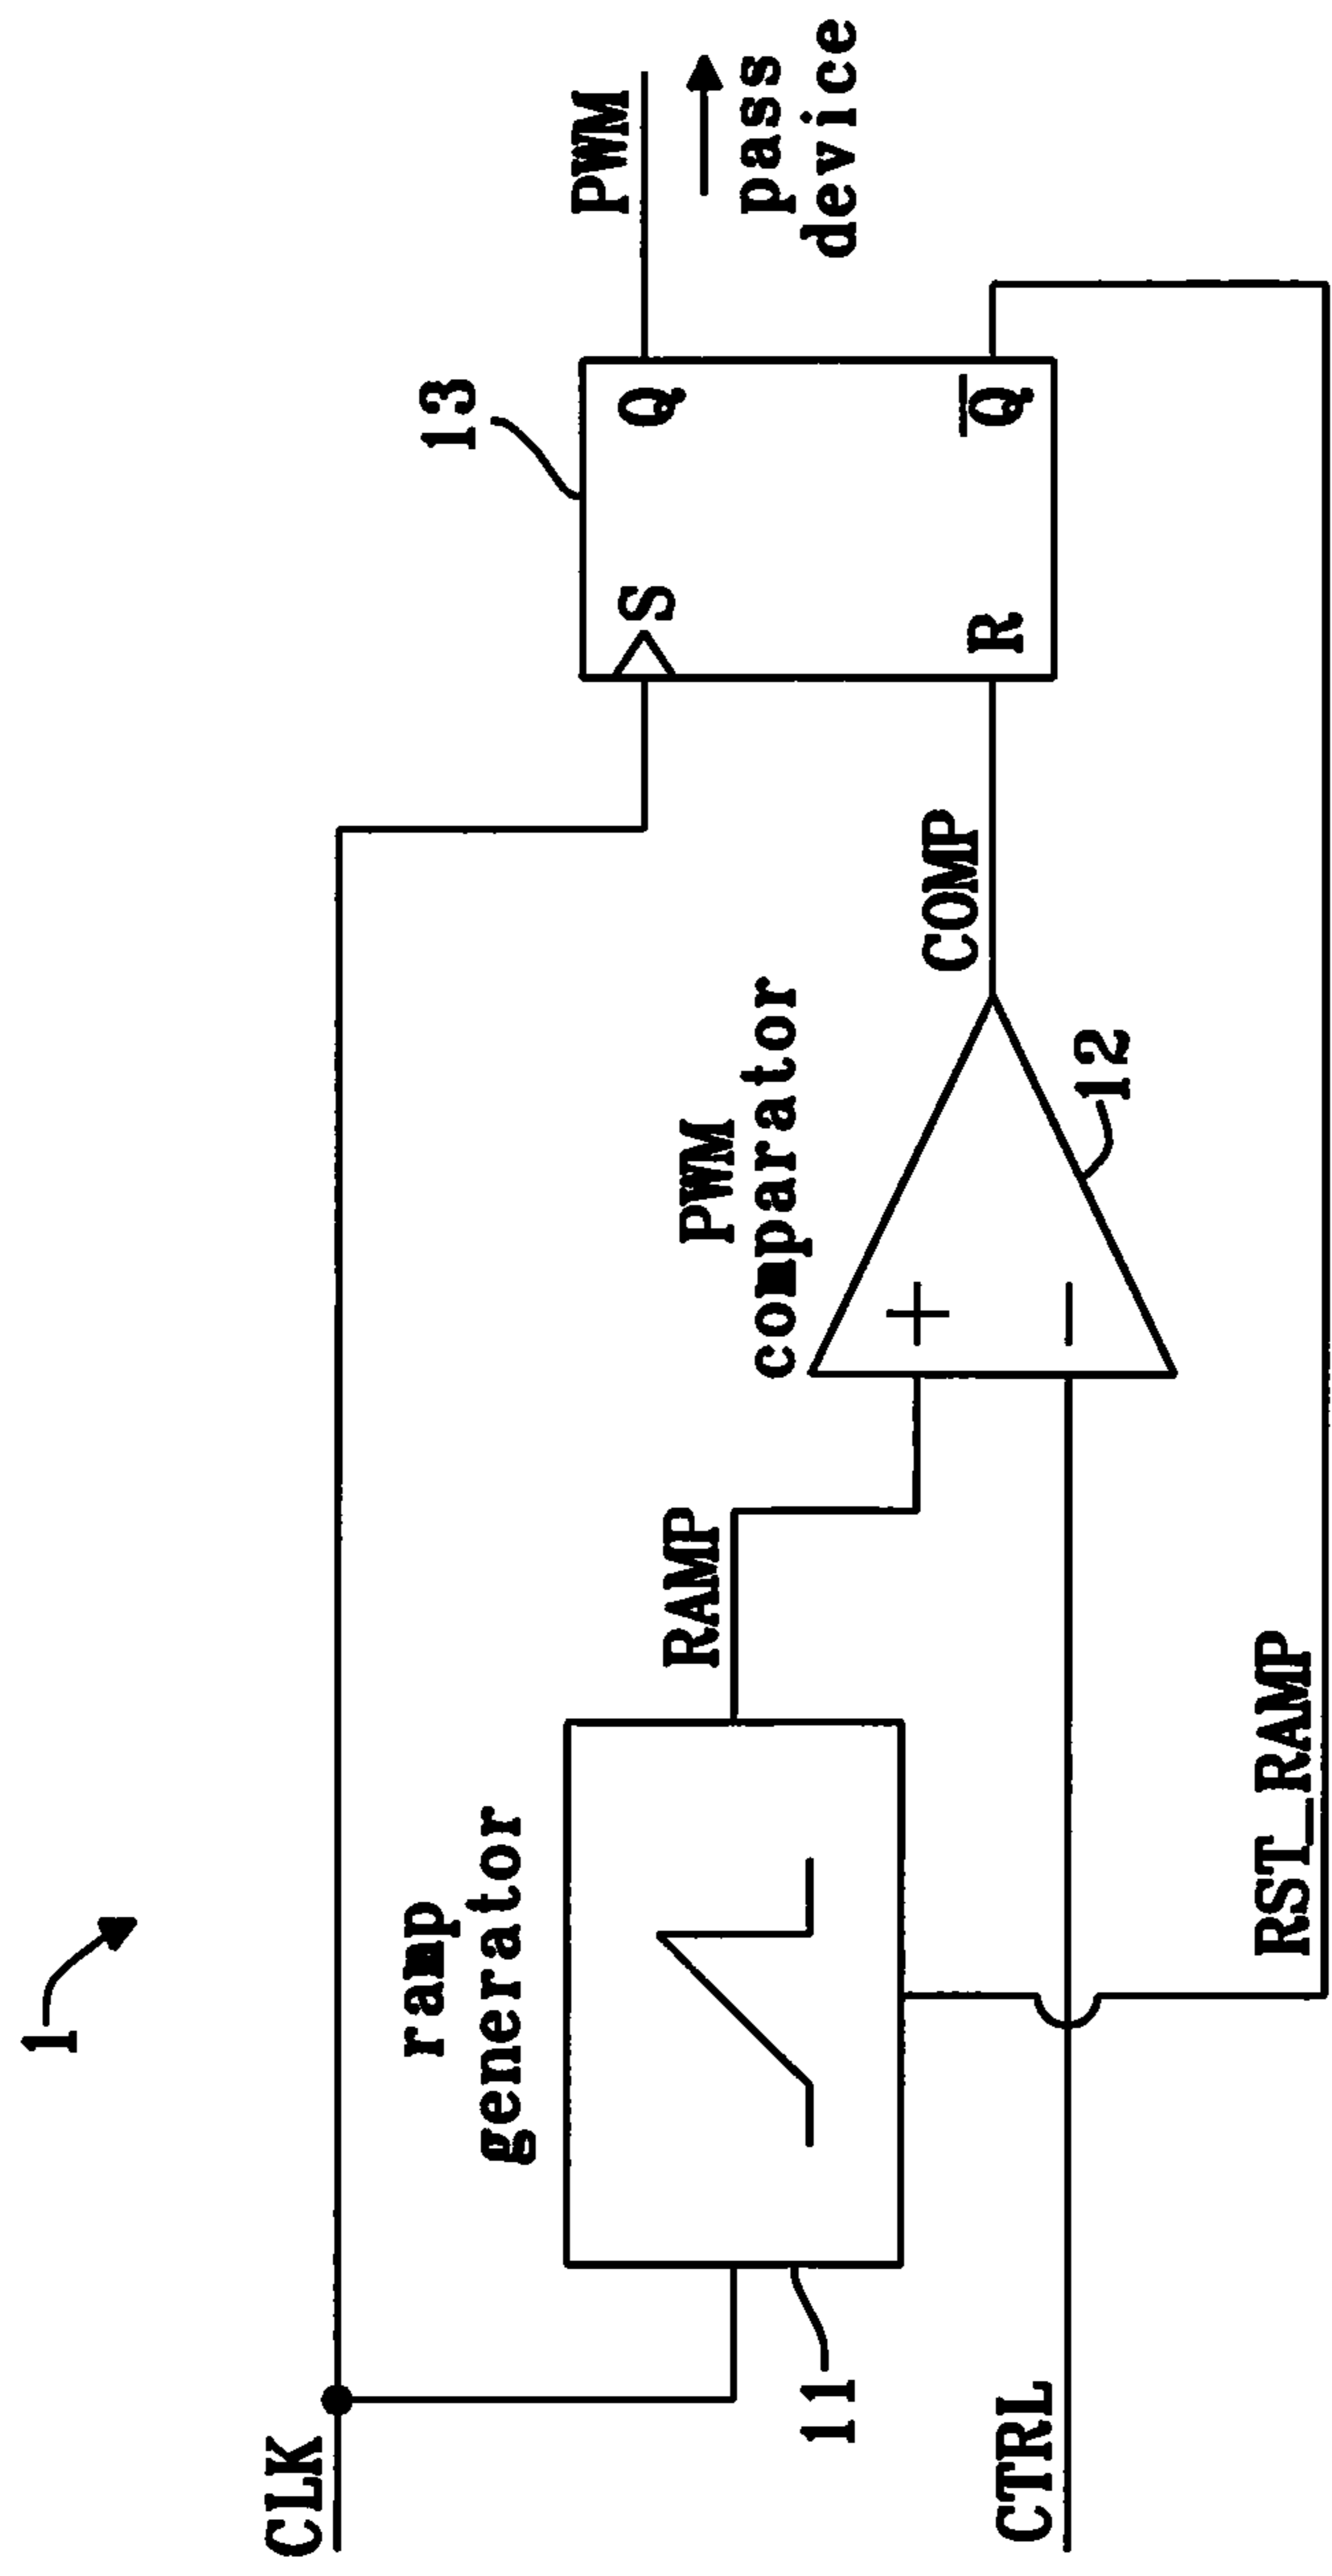 1
CLK
ramp
generator
11
RAMP
PWM
comparator
+
−
12
COMP
13
S
Q
R
Q̅
PWM
pass
device
CTRL
RST_RAMP